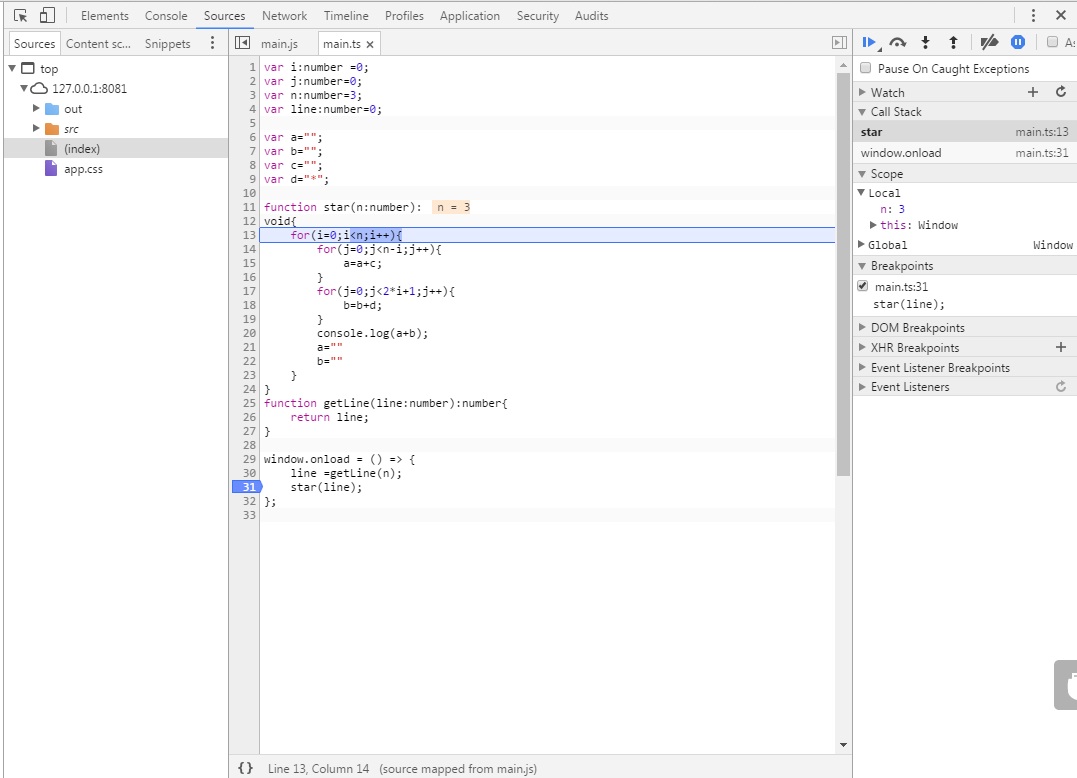 Elements Console Sources Network Timeline Profiles Application Security Audits
Sources Content sc... Snippets main.js main.ts
top
127.0.0.1:8081
out
src
(index)
app.css
1 var i:number =0;
2 var j:number=0;
3 var n:number=3;
4 var line:number=0;
5
6 var a="";
7 var b="";
8 var c="";
9 var d="*";
10
11 function star(n:number): n = 3
12 void{
13 for(i=0;i<n;i++){
14 for(j=0;j<n-i;j++){
15 a=a+c;
16 }
17 for(j=0;j<2*i+1;j++){
18 b=b+d;
19 }
20 console.log(a+b);
21 a=""
22 b=""
23 }
24 }
25 function getLine(line:number):number{
26 return line;
27 }
28
29 window.onload = () => {
30 line =getLine(n);
31 star(line);
32 };
33
{} Line 13, Column 14 (source mapped from main.js)
As
Pause On Caught Exceptions
Watch
Call Stack
star main.ts:13
window.onload main.ts:31
Scope
Local
n: 3
this: Window
Global Window
Breakpoints
main.ts:31
star(line);
DOM Breakpoints
XHR Breakpoints
Event Listener Breakpoints
Event Listeners